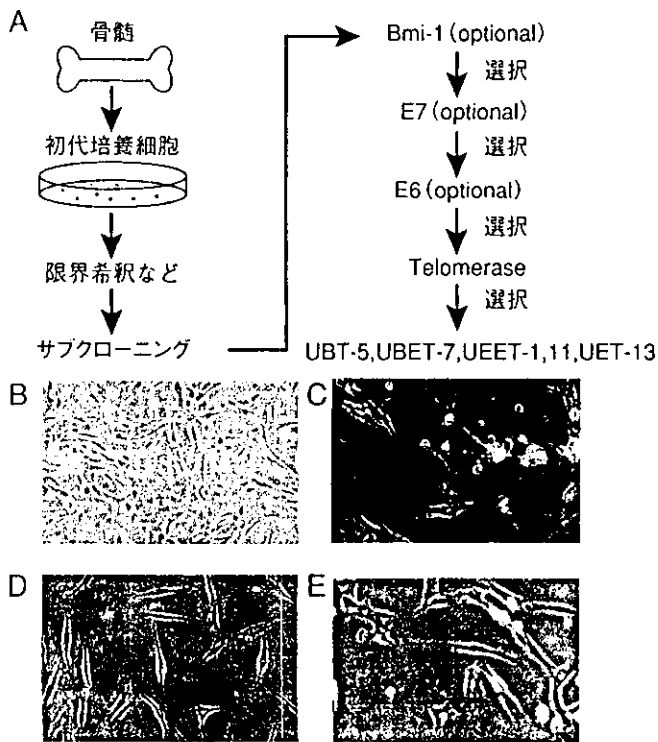 A
骨髄
初代培養細胞
限界希釈など
サブクローニング
Bmi-1(optional)
選択
E7(optional)
選択
E6(optional)
選択
Telomerase
選択
UBT-5,UBET-7,UEET-1,11,UET-13
B
C
D
E